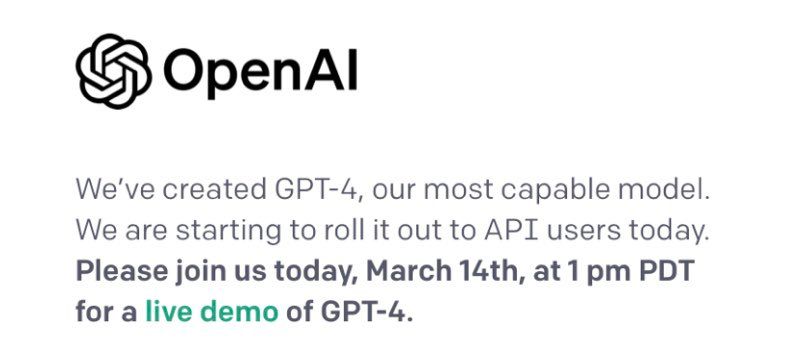 OpenAI
We’ve created GPT-4, our most capable model.
We are starting to roll it out to API users today.
Please join us today, March 14th, at 1 pm PDT
for a live demo of GPT-4.